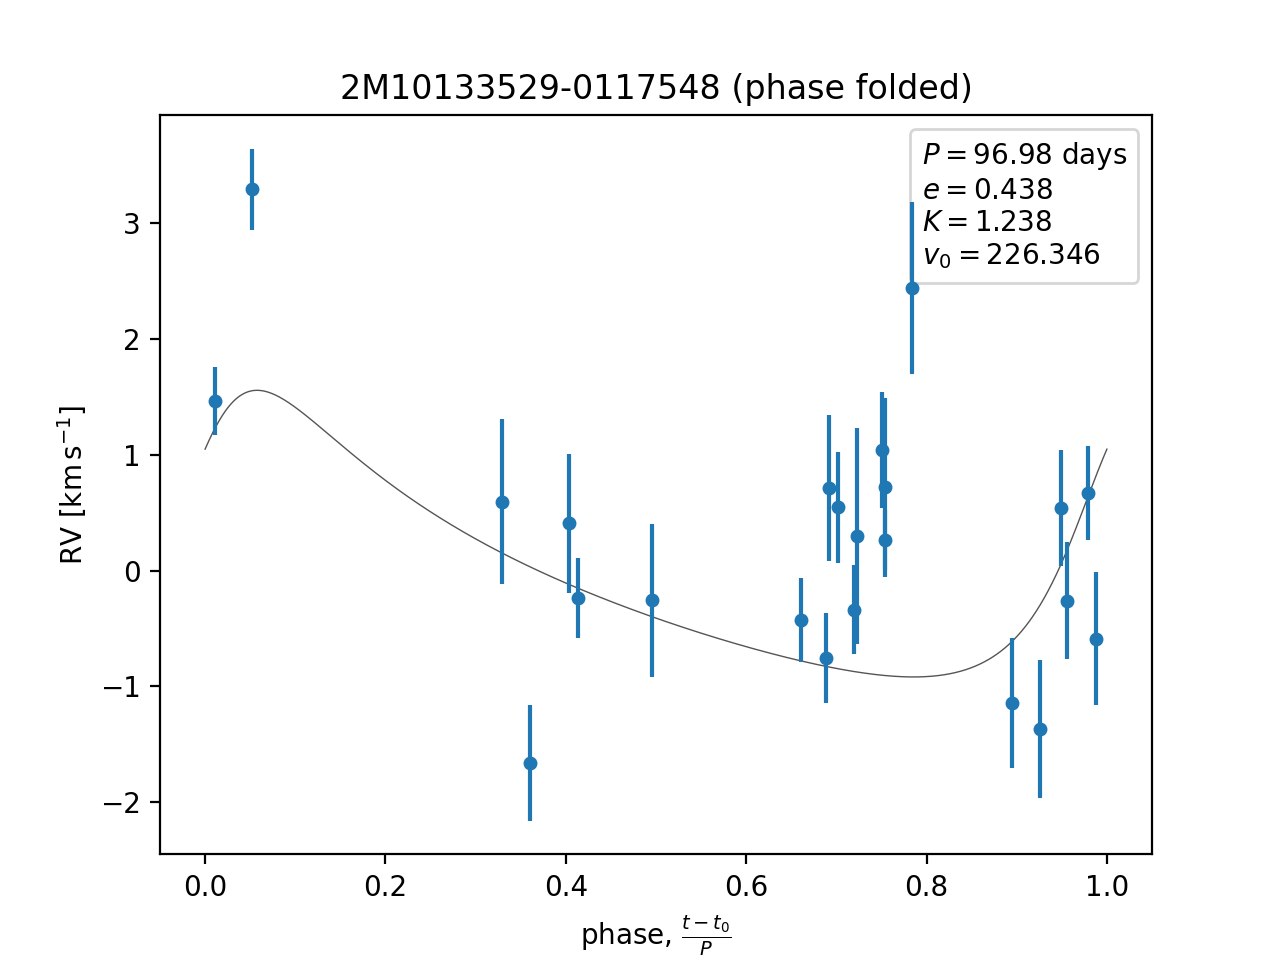 2M10133529-0117548 (phase folded)
P = 96.98 days
e = 0.438
K = 1.238
v₀ = 226.346
3
2
1
0
−1
−2
RV [km s⁻¹]
0.0 0.2 0.4 0.6 0.8 1.0
phase, (t − t₀)/P